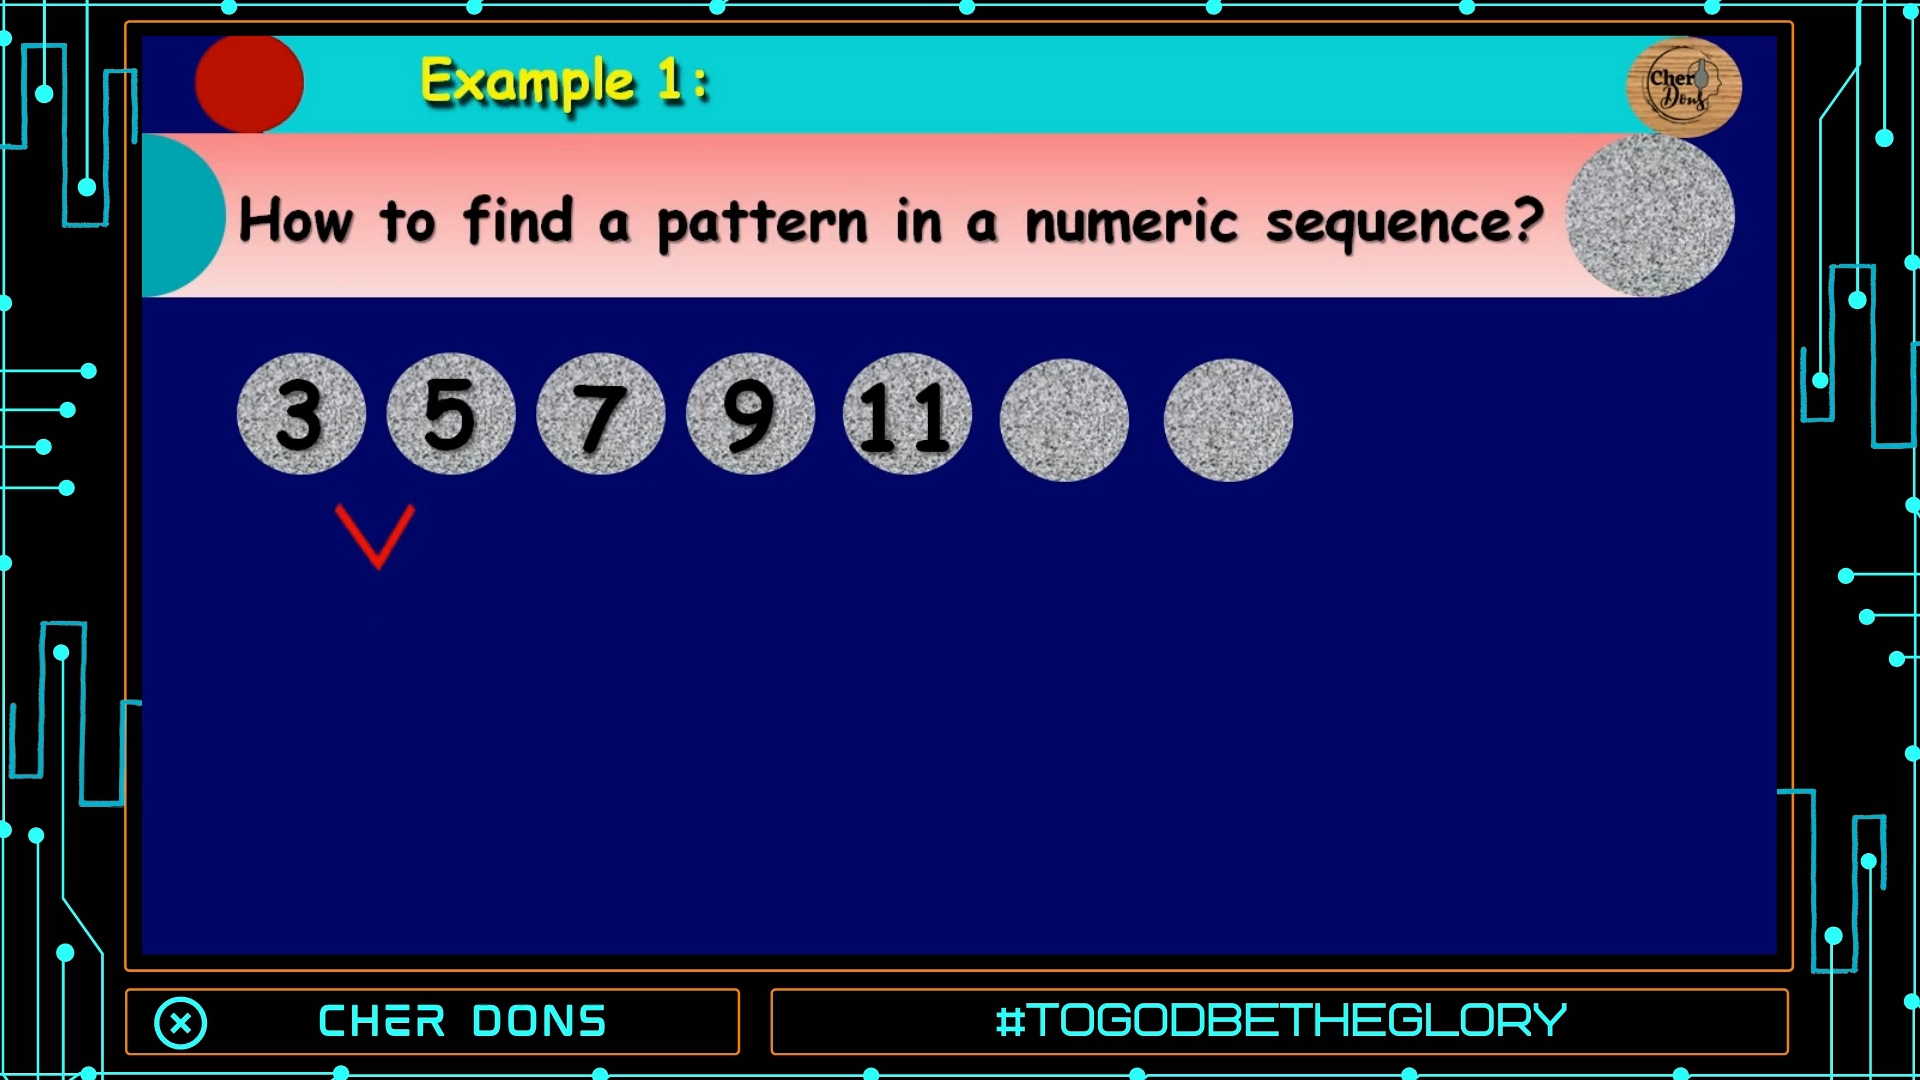 Example 1:
Cher
Dons
How to find a pattern in a numeric sequence?
3 5 7 9 11
CHER DONS
#TOGODBETHEGLORY